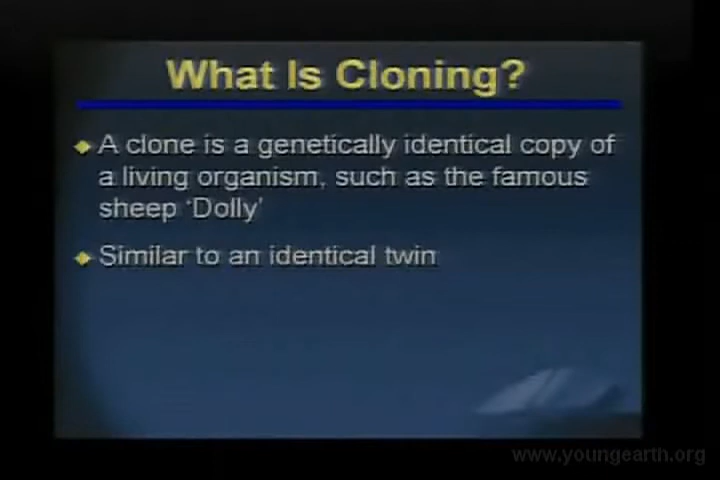 What Is Cloning?
A clone is a genetically identical copy of
a living organism, such as the famous
sheep ‘Dolly’
Similar to an identical twin
www.youngearth.org